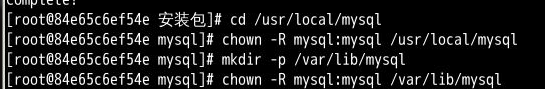 Complete!
[root@84e65c6ef54e 安装包]# cd /usr/local/mysql
[root@84e65c6ef54e mysql]# chown -R mysql:mysql /usr/local/mysql
[root@84e65c6ef54e mysql]# mkdir -p /var/lib/mysql
[root@84e65c6ef54e mysql]# chown -R mysql:mysql /var/lib/mysql